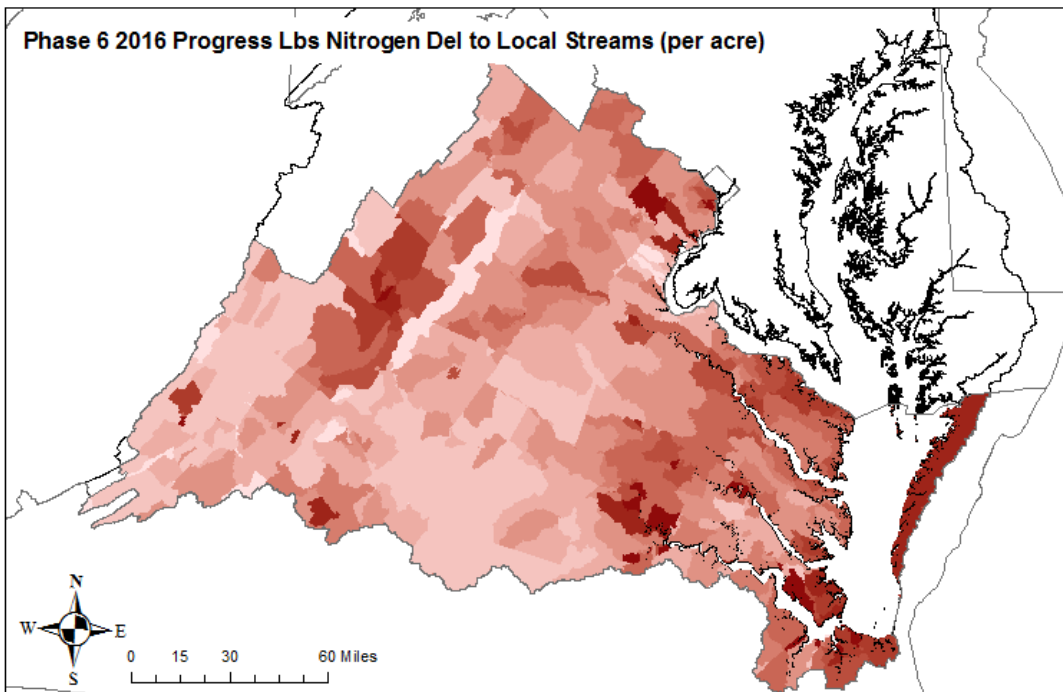 Phase 6 2016 Progress Lbs Nitrogen Del to Local Streams (per acre)
N
W E
S
0 15 30 60 Miles